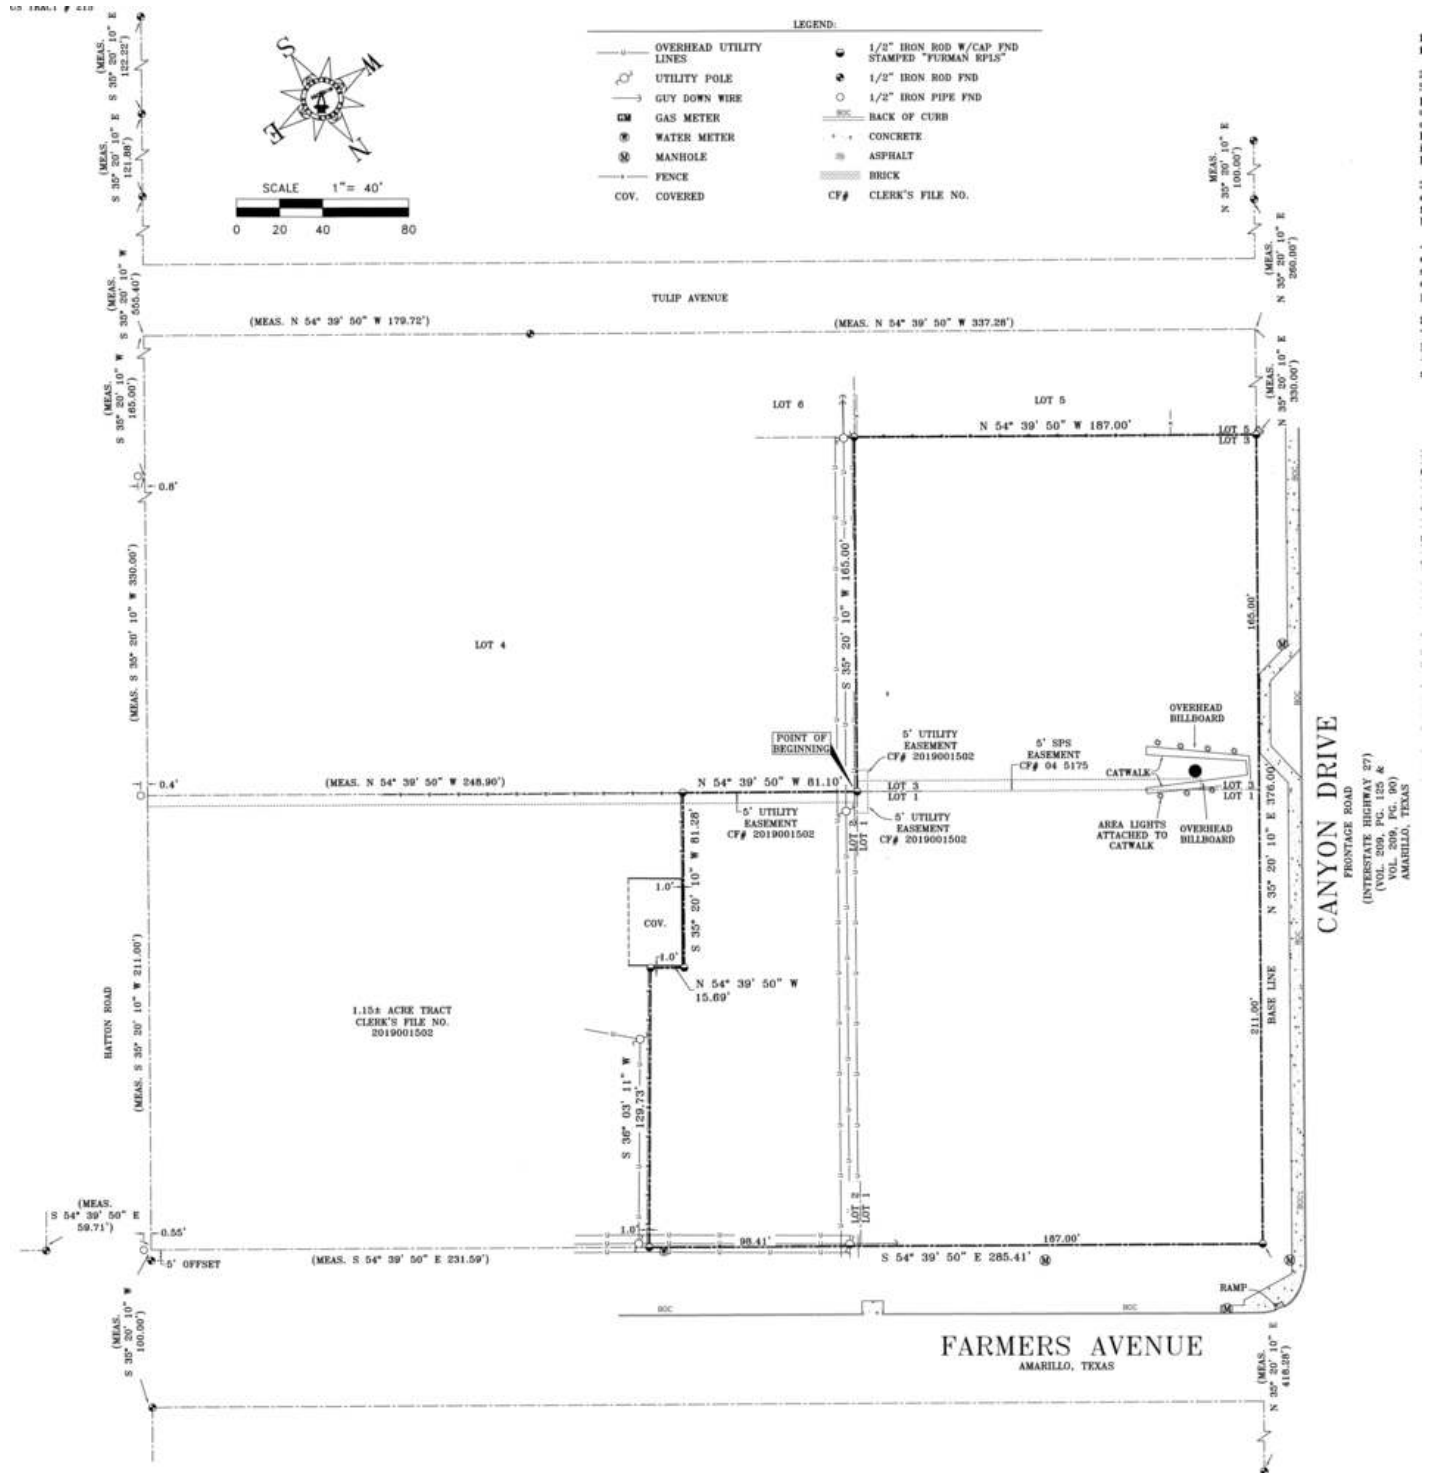 (MEAS.
S 35° 20' 10" E
122.22')
(MEAS.
S 35° 20' 10" E
121.88')
S
W
E
N
SCALE 1"= 40'
0 20 40 80
LEGEND:
OVERHEAD UTILITY
LINES
UTILITY POLE
GUY DOWN WIRE
GM GAS METER
WATER METER
M MANHOLE
FENCE
COV. COVERED
1/2" IRON ROD W/CAP FND
STAMPED "FURMAN RPLS"
1/2" IRON ROD FND
1/2" IRON PIPE FND
BOC BACK OF CURB
CONCRETE
ASPHALT
BRICK
CF# CLERK'S FILE NO.
MEAS.
N 35° 20' 10" E
100.00')
(MEAS.
N 35° 20' 10" E
260.00')
(MEAS.
S 35° 20' 10" W
555.40')
TULIP AVENUE
(MEAS. N 54° 39' 50" W 179.72')
(MEAS. N 54° 39' 50" W 337.28')
(MEAS.
S 35° 20' 10" W
165.00')
(MEAS.
N 35° 20' 10" E
330.00')
LOT 6
LOT 5
N 54° 39' 50" W 187.00'
LOT 5
LOT 3
0.8'
S 35° 20' 10" W 165.00'
165.00'
BOC
(MEAS. S 35° 20' 10" W 330.00')
LOT 4
M
POINT OF
BEGINNING
5' UTILITY
EASEMENT
CF# 2019001502
5' SPS
EASEMENT
CF# 04 5175
OVERHEAD
BILLBOARD
CATWALK
BOC
0.4'
(MEAS. N 54° 39' 50" W 248.90')
N 54° 39' 50" W 81.10'
LOT 3
LOT 1
LOT 3
LOT 1
5' UTILITY
EASEMENT
CF# 2019001502
5' UTILITY
EASEMENT
CF# 2019001502
LOT 2
LOT 1
AREA LIGHTS
ATTACHED TO
CATWALK
OVERHEAD
BILLBOARD
N 35° 20' 10" E 376.00'
CANYON DRIVE
FRONTAGE ROAD
(INTERSTATE HIGHWAY 27)
(VOL. 209, PG. 125 &
VOL. 209, PG. 90)
AMARILLO, TEXAS
S 35° 20' 10" W 81.28'
1.0'
COV.
1.0'
N 54° 39' 50" W
15.69'
BOC
BASE LINE
211.00'
HATTON ROAD
(MEAS. S 35° 20' 10" W 211.00')
1.15± ACRE TRACT
CLERK'S FILE NO.
2019001502
S 36° 03' 11" W
129.73'
(MEAS.
S 54° 39' 50" E
59.71')
0.55'
1.0'
LOT 2
LOT 1
BOC
5' OFFSET
(MEAS. S 54° 39' 50" E 231.59')
98.41'
187.00'
S 54° 39' 50" E 285.41'
M
M
RAMP
M
BOC
BOC
(MEAS.
S 35° 20' 10" W
100.00')
FARMERS AVENUE
AMARILLO, TEXAS
(MEAS.
N 35° 20' 10" E
418.28')